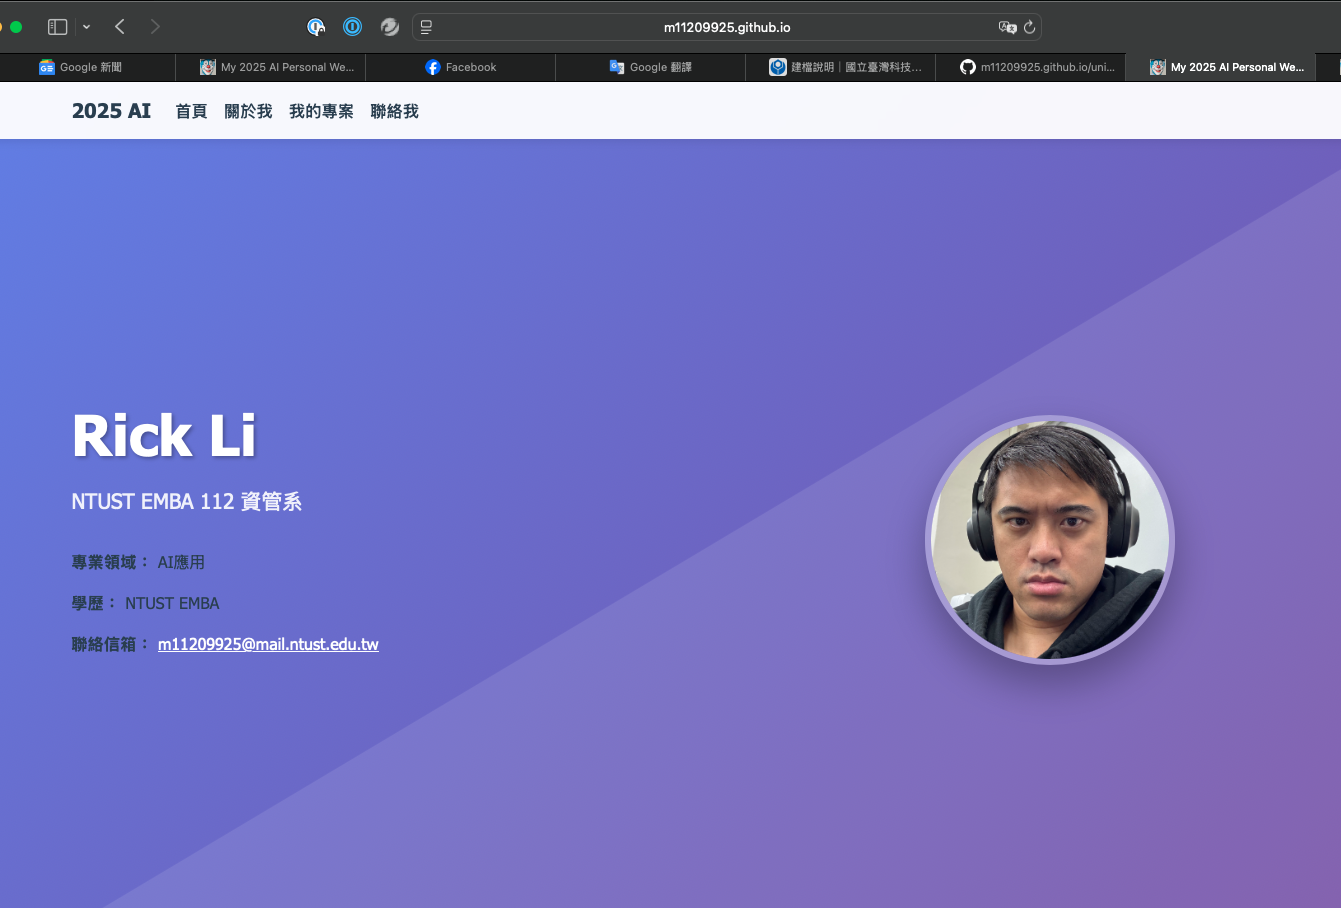 m11209925.github.io
Google 新聞
My 2025 AI Personal We...
Facebook
Google 翻譯
建檔說明｜國立臺灣科技...
m11209925.github.io/uni...
My 2025 AI Personal We...
2025 AI 首頁 關於我 我的專案 聯絡我
Rick Li
NTUST EMBA 112 資管系
專業領域： AI應用
學歷： NTUST EMBA
聯絡信箱： m11209925@mail.ntust.edu.tw